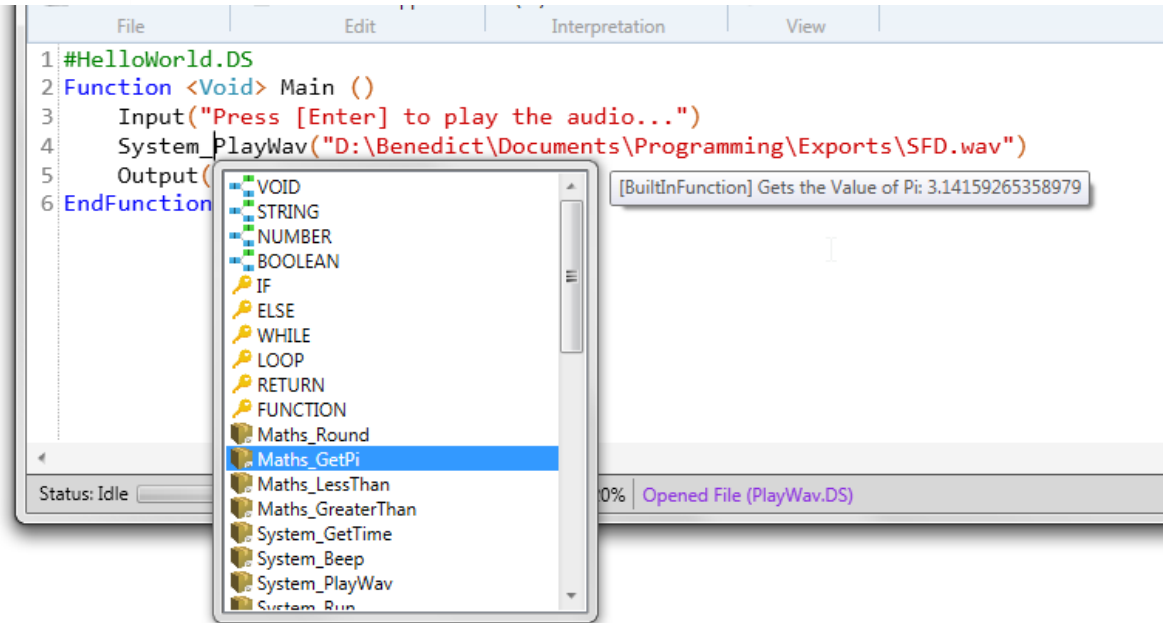 File Edit Interpretation View
1 #HelloWorld.DS
2 Function <Void> Main ()
3 Input("Press [Enter] to play the audio...")
4 System_PlayWav("D:\Benedict\Documents\Programming\Exports\SFD.wav")
5 Output(
6 EndFunction
VOID
[BuiltInFunction] Gets the Value of Pi: 3.14159265358979
STRING
NUMBER
BOOLEAN
IF
ELSE
WHILE
LOOP
RETURN
FUNCTION
Maths_Round
Maths_GetPi
Maths_LessThan
Maths_GreaterThan
System_GetTime
System_Beep
System_PlayWav
System_Run
Status: Idle 0% Opened File (PlayWav.DS)